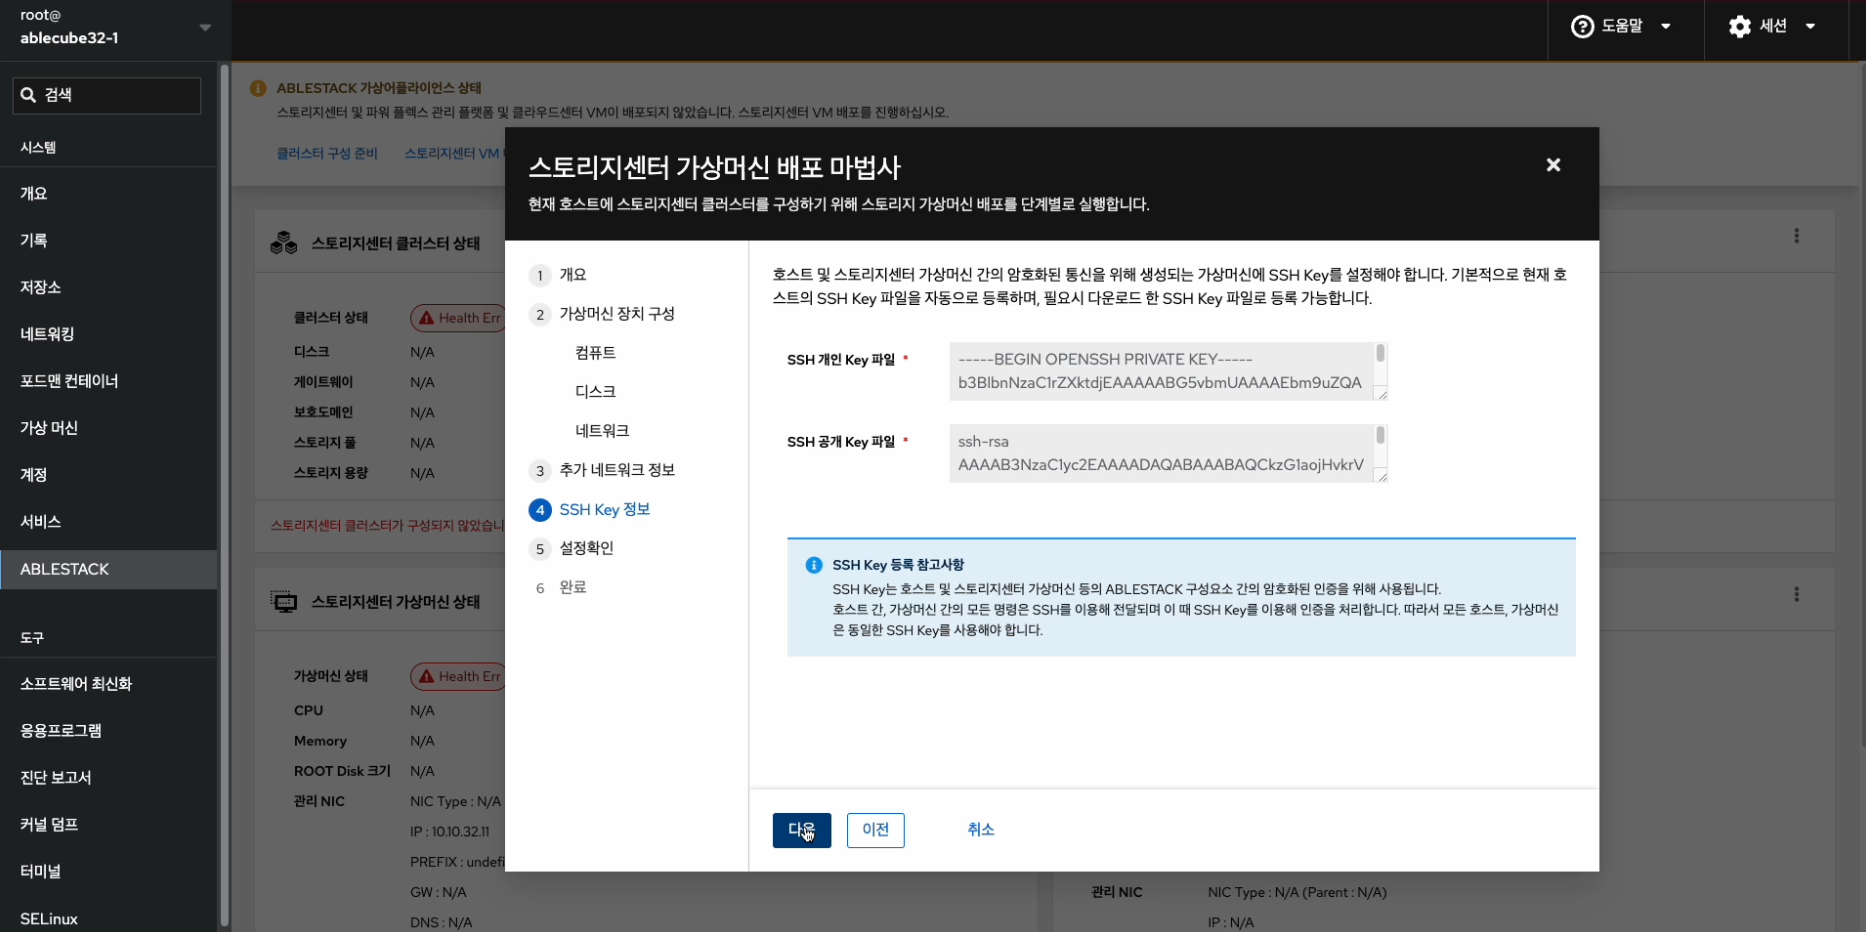 root@
ablecube32-1
도움말
세션
검색
시스템
개요
기록
저장소
네트워킹
포드맨 컨테이너
가상 머신
계정
서비스
ABLESTACK
도구
소프트웨어 최신화
응용프로그램
진단 보고서
커널 덤프
터미널
SELinux
ABLESTACK 가상어플라이언스 상태
스토리지센터 및 파워 플렉스 관리 플랫폼 및 클라우드센터 VM이 배포되지 않았습니다. 스토리지센터 VM 배포를 진행하십시오.
클러스터 구성 준비
스토리지센터 VM
스토리지센터 클러스터 상태
클러스터 상태
Health Err
디스크
N/A
게이트웨이
N/A
보호도메인
N/A
스토리지 풀
N/A
스토리지 용량
N/A
스토리지센터 클러스터가 구성되지 않았습니
스토리지센터 가상머신 상태
가상머신 상태
Health Err
CPU
N/A
Memory
N/A
ROOT Disk 크기
N/A
관리 NIC
NIC Type : N/A
IP : 10.10.32.11
PREFIX : undefi
GW : N/A
DNS : N/A
스토리지센터 가상머신 배포 마법사
현재 호스트에 스토리지센터 클러스터를 구성하기 위해 스토리지 가상머신 배포를 단계별로 실행합니다.
1 개요
2 가상머신 장치 구성
컴퓨트
디스크
네트워크
3 추가 네트워크 정보
4 SSH Key 정보
5 설정확인
6 완료
호스트 및 스토리지센터 가상머신 간의 암호화된 통신을 위해 생성되는 가상머신에 SSH Key를 설정해야 합니다. 기본적으로 현재 호
스트의 SSH Key 파일을 자동으로 등록하며, 필요시 다운로드 한 SSH Key 파일로 등록 가능합니다.
SSH 개인 Key 파일 *
-----BEGIN OPENSSH PRIVATE KEY-----
b3BlbnNzaC1rZXktdjEAAAAABG5vbmUAAAAEbm9uZQA
SSH 공개 Key 파일 *
ssh-rsa
AAAAB3NzaC1yc2EAAAADAQABAAABAQCkzG1aojHvkrV
SSH Key 등록 참고사항
SSH Key는 호스트 및 스토리지센터 가상머신 등의 ABLESTACK 구성요소 간의 암호화된 인증을 위해 사용됩니다.
호스트 간, 가상머신 간의 모든 명령은 SSH를 이용해 전달되며 이 때 SSH Key를 이용해 인증을 처리합니다. 따라서 모든 호스트, 가상머신
은 동일한 SSH Key를 사용해야 합니다.
다음
이전
취소
관리 NIC
NIC Type : N/A (Parent : N/A)
IP : N/A